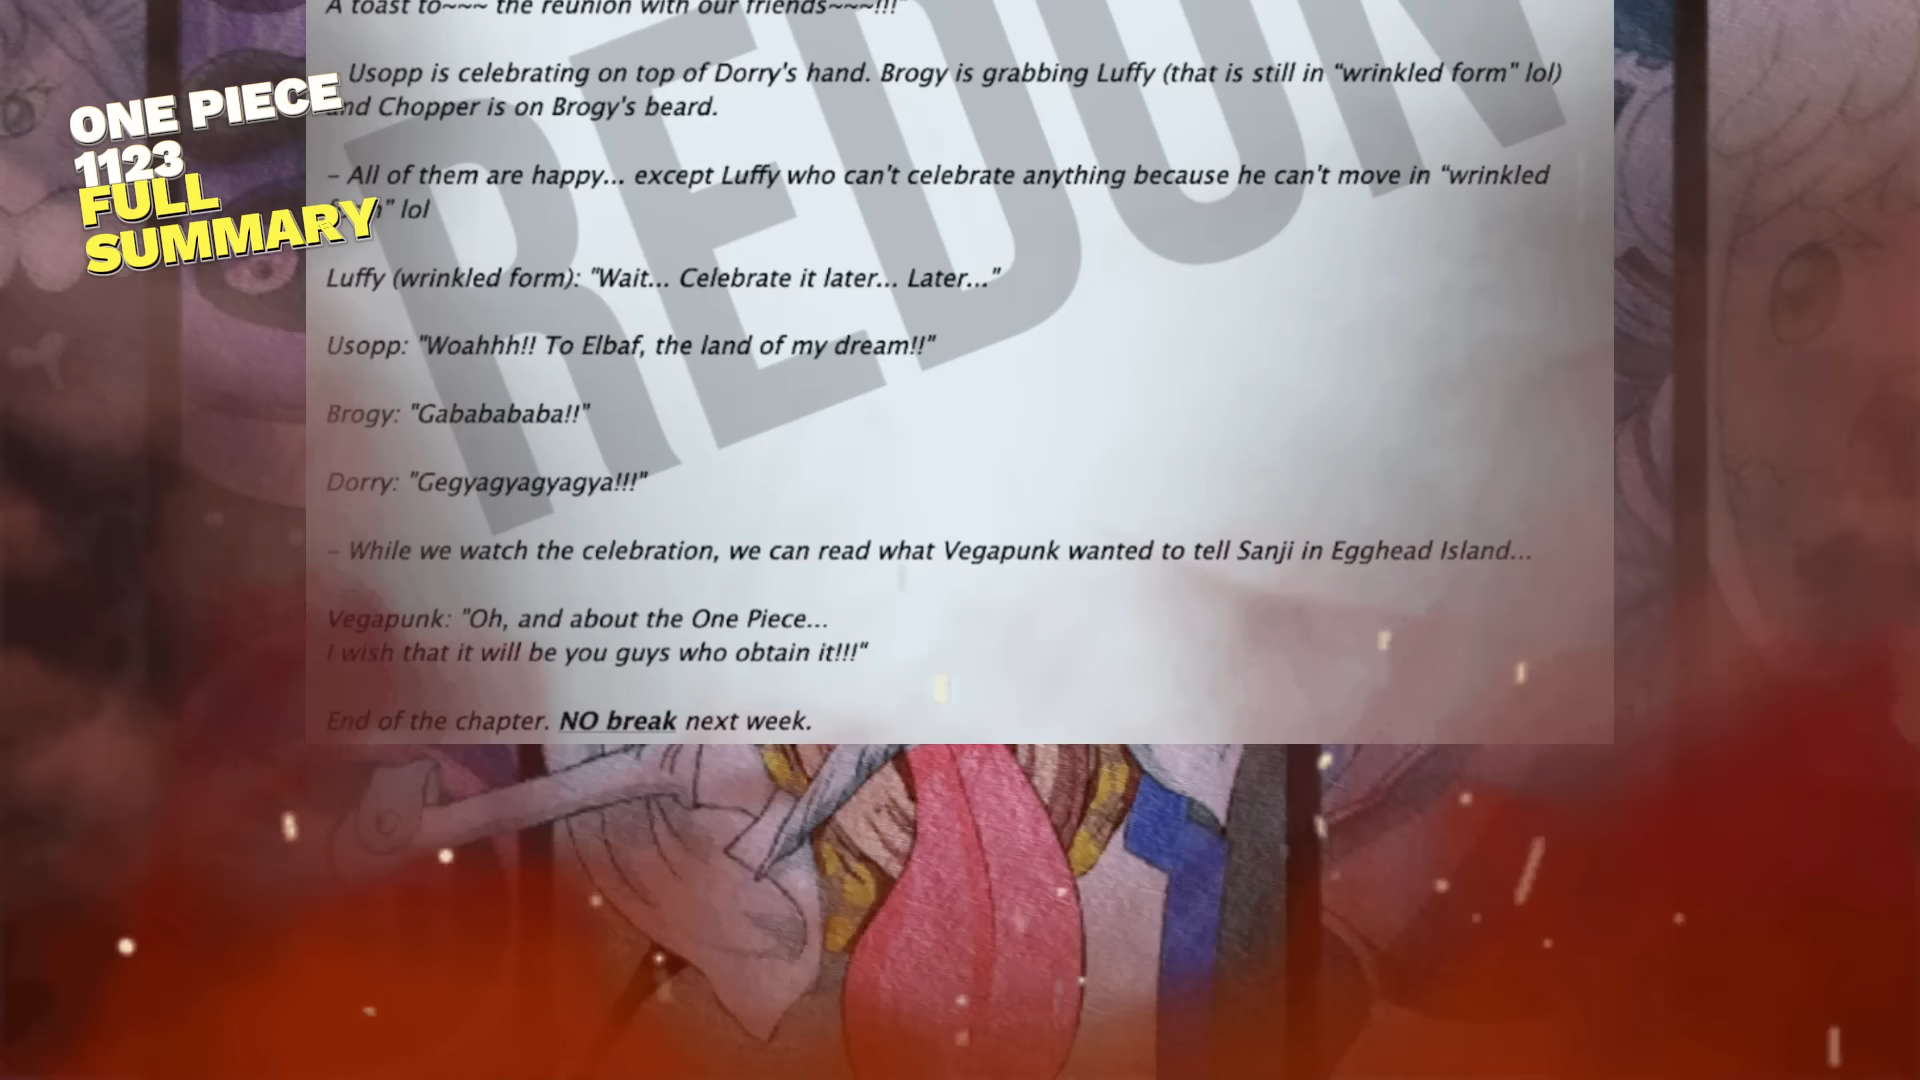 A toast to~~~ the reunion with our friends~~~!!!"
Usopp is celebrating on top of Dorry's hand. Brogy is grabbing Luffy (that is still in “wrinkled form" lol)
and Chopper is on Brogy's beard.
– All of them are happy... except Luffy who can't celebrate anything because he can't move in “wrinkled
form" lol
Luffy (wrinkled form): "Wait... Celebrate it later... Later..."
Usopp: "Woahhh!! To Elbaf, the land of my dream!!"
Brogy: "Gababababa!!"
Dorry: "Gegyagyagyagya!!!"
– While we watch the celebration, we can read what Vegapunk wanted to tell Sanji in Egghead Island...
Vegapunk: "Oh, and about the One Piece...
I wish that it will be you guys who obtain it!!!"
End of the chapter. NO break next week.
ONE PIECE
1123
FULL
SUMMARY
REDON